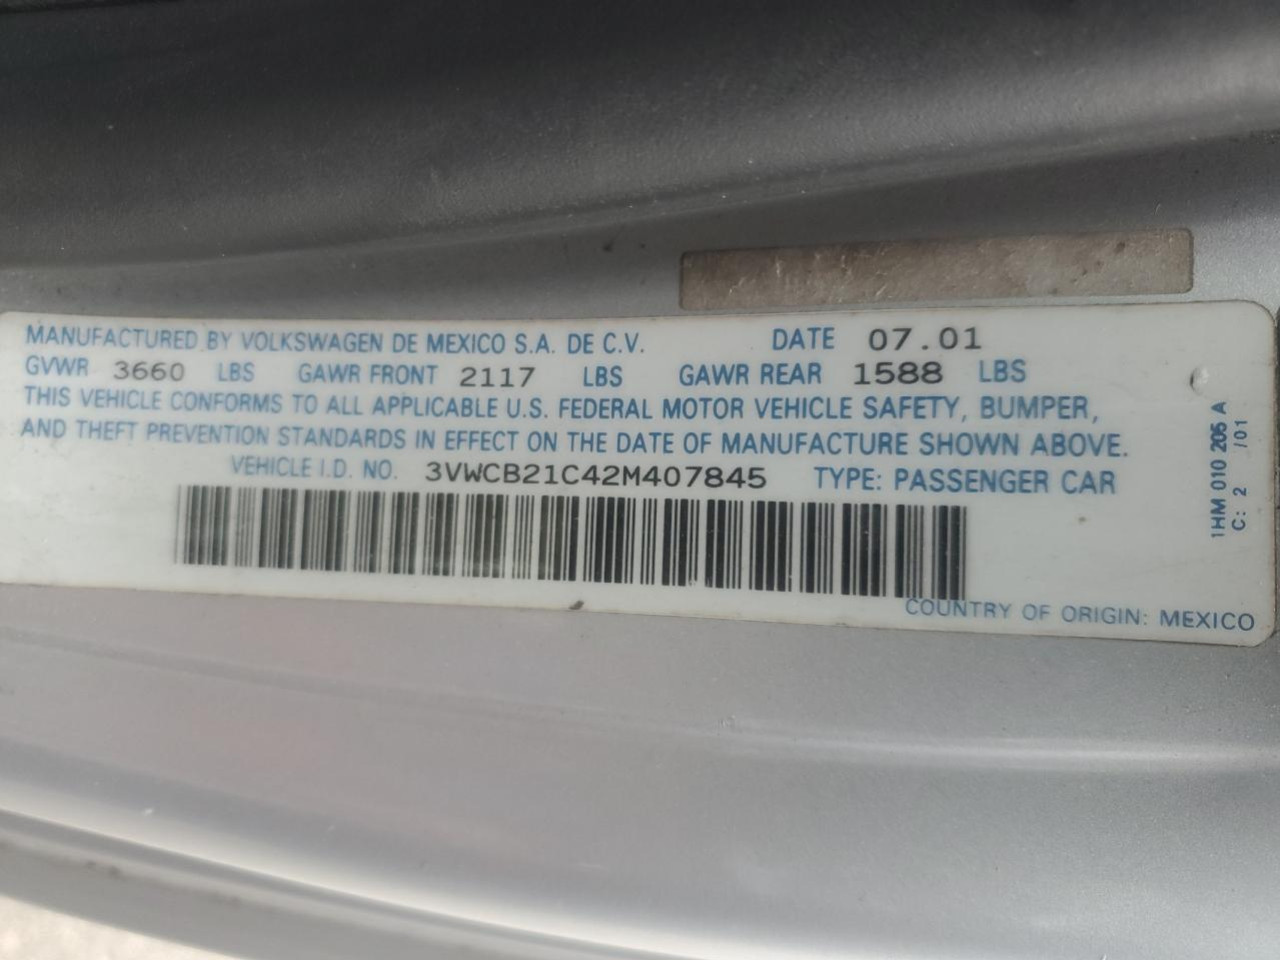 MANUFACTURED BY VOLKSWAGEN DE MEXICO S.A. DE C.V. DATE 07.01
GVWR 3660 LBS GAWR FRONT 2117 LBS GAWR REAR 1588 LBS
THIS VEHICLE CONFORMS TO ALL APPLICABLE U.S. FEDERAL MOTOR VEHICLE SAFETY, BUMPER,
AND THEFT PREVENTION STANDARDS IN EFFECT ON THE DATE OF MANUFACTURE SHOWN ABOVE.
VEHICLE I.D. NO. 3VWCB21C42M407845 TYPE: PASSENGER CAR
COUNTRY OF ORIGIN: MEXICO
1HM 010 205 A
C: 2 /01